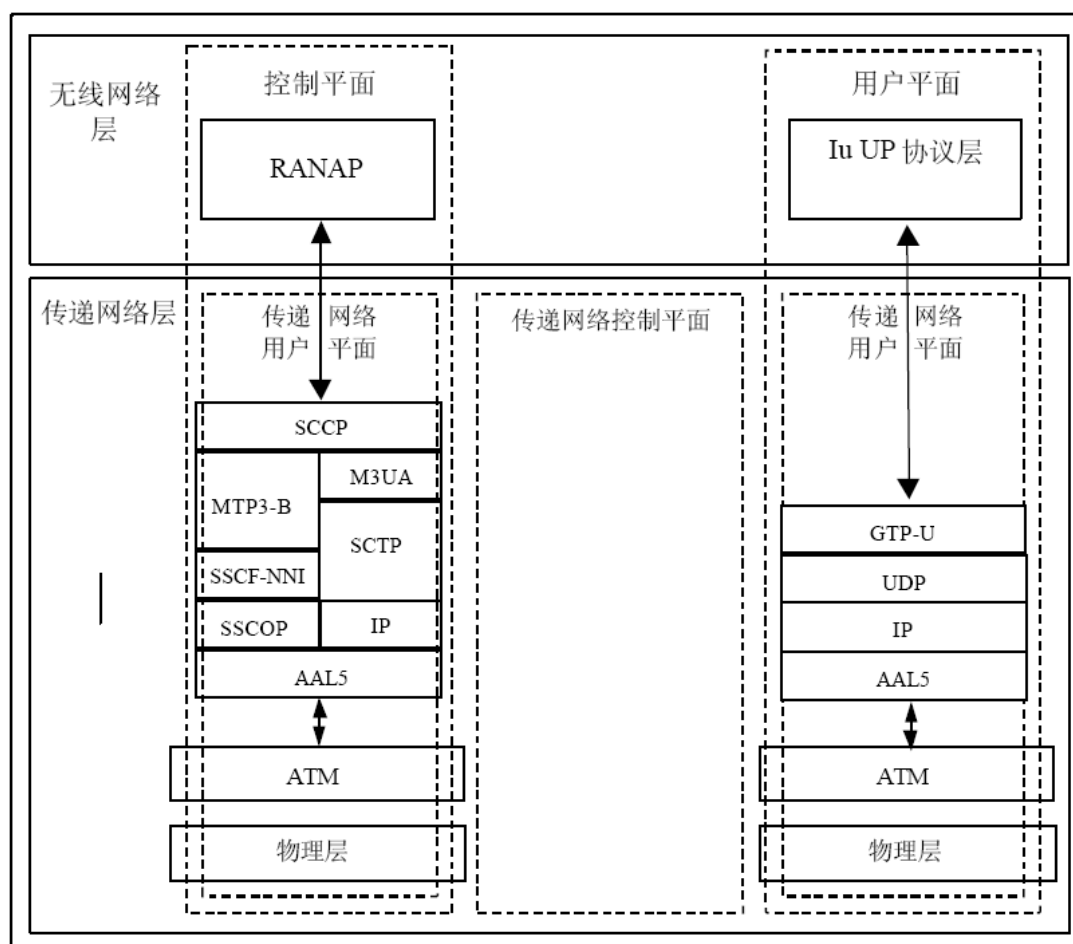 无线网络
层
控制平面
RANAP
用户平面
Iu UP 协议层
传递网络层
传递 网络
用户 平面
SCCP
MTP3-B
M3UA
SCTP
SSCF-NNI
SSCOP
IP
AAL5
ATM
物理层
传递网络控制平面
传递 网络
用户 平面
GTP-U
UDP
IP
AAL5
ATM
物理层